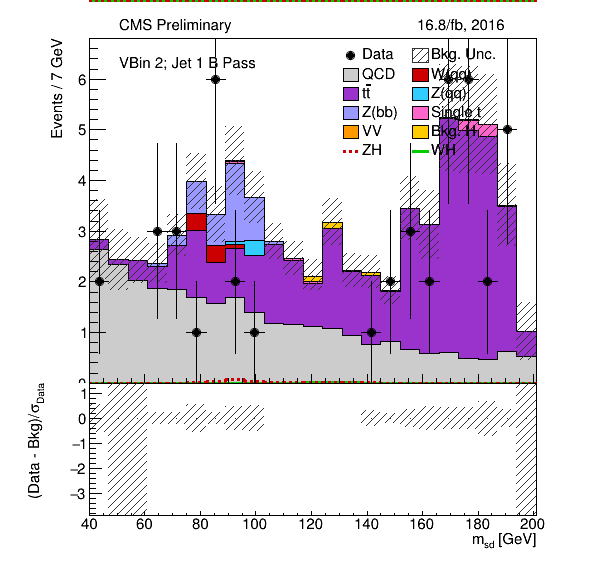 CMS Preliminary 16.8/fb, 2016
VBin 2; Jet 1 B Pass
Data Bkg. Unc.
QCD W(qq)
tt̄ Z(qq)
Z(bb) Single t
VV Bkg. H
ZH WH
Events / 7 GeV
6
5
4
3
2
1
0
(Data - Bkg)/σData
1
0
−1
−2
−3
40 60 80 100 120 140 160 180 200
msd [GeV]